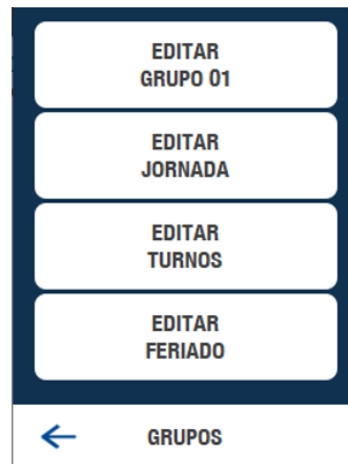 EDITAR
GRUPO 01
EDITAR
JORNADA
EDITAR
TURNOS
EDITAR
FERIADO
GRUPOS